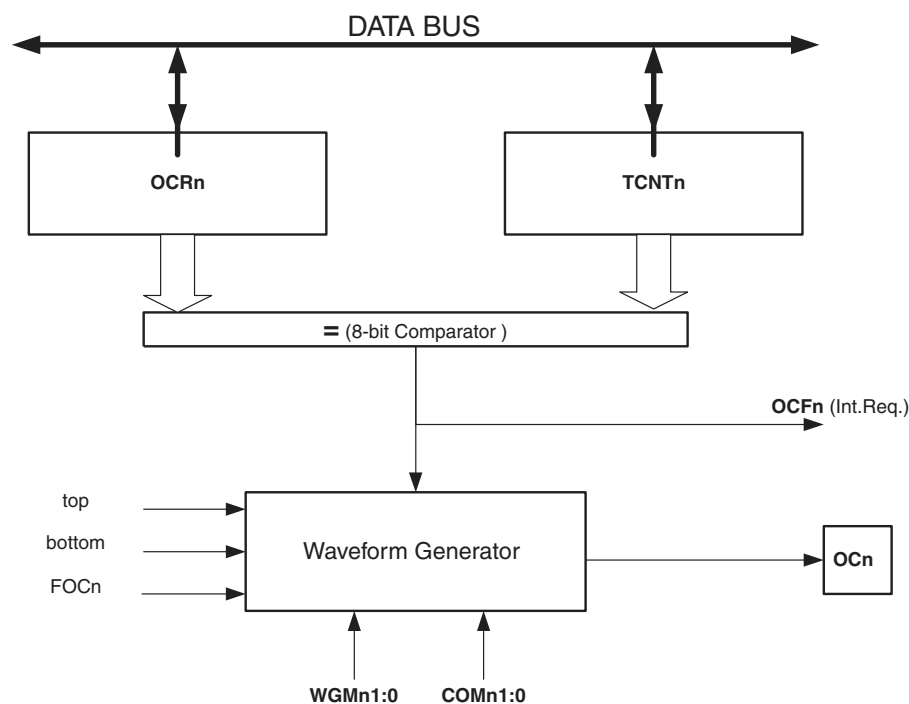 DATA BUS
OCRn
TCNTn
= (8-bit Comparator )
OCFn (Int.Req.)
top
bottom
FOCn
Waveform Generator
OCn
WGMn1:0
COMn1:0